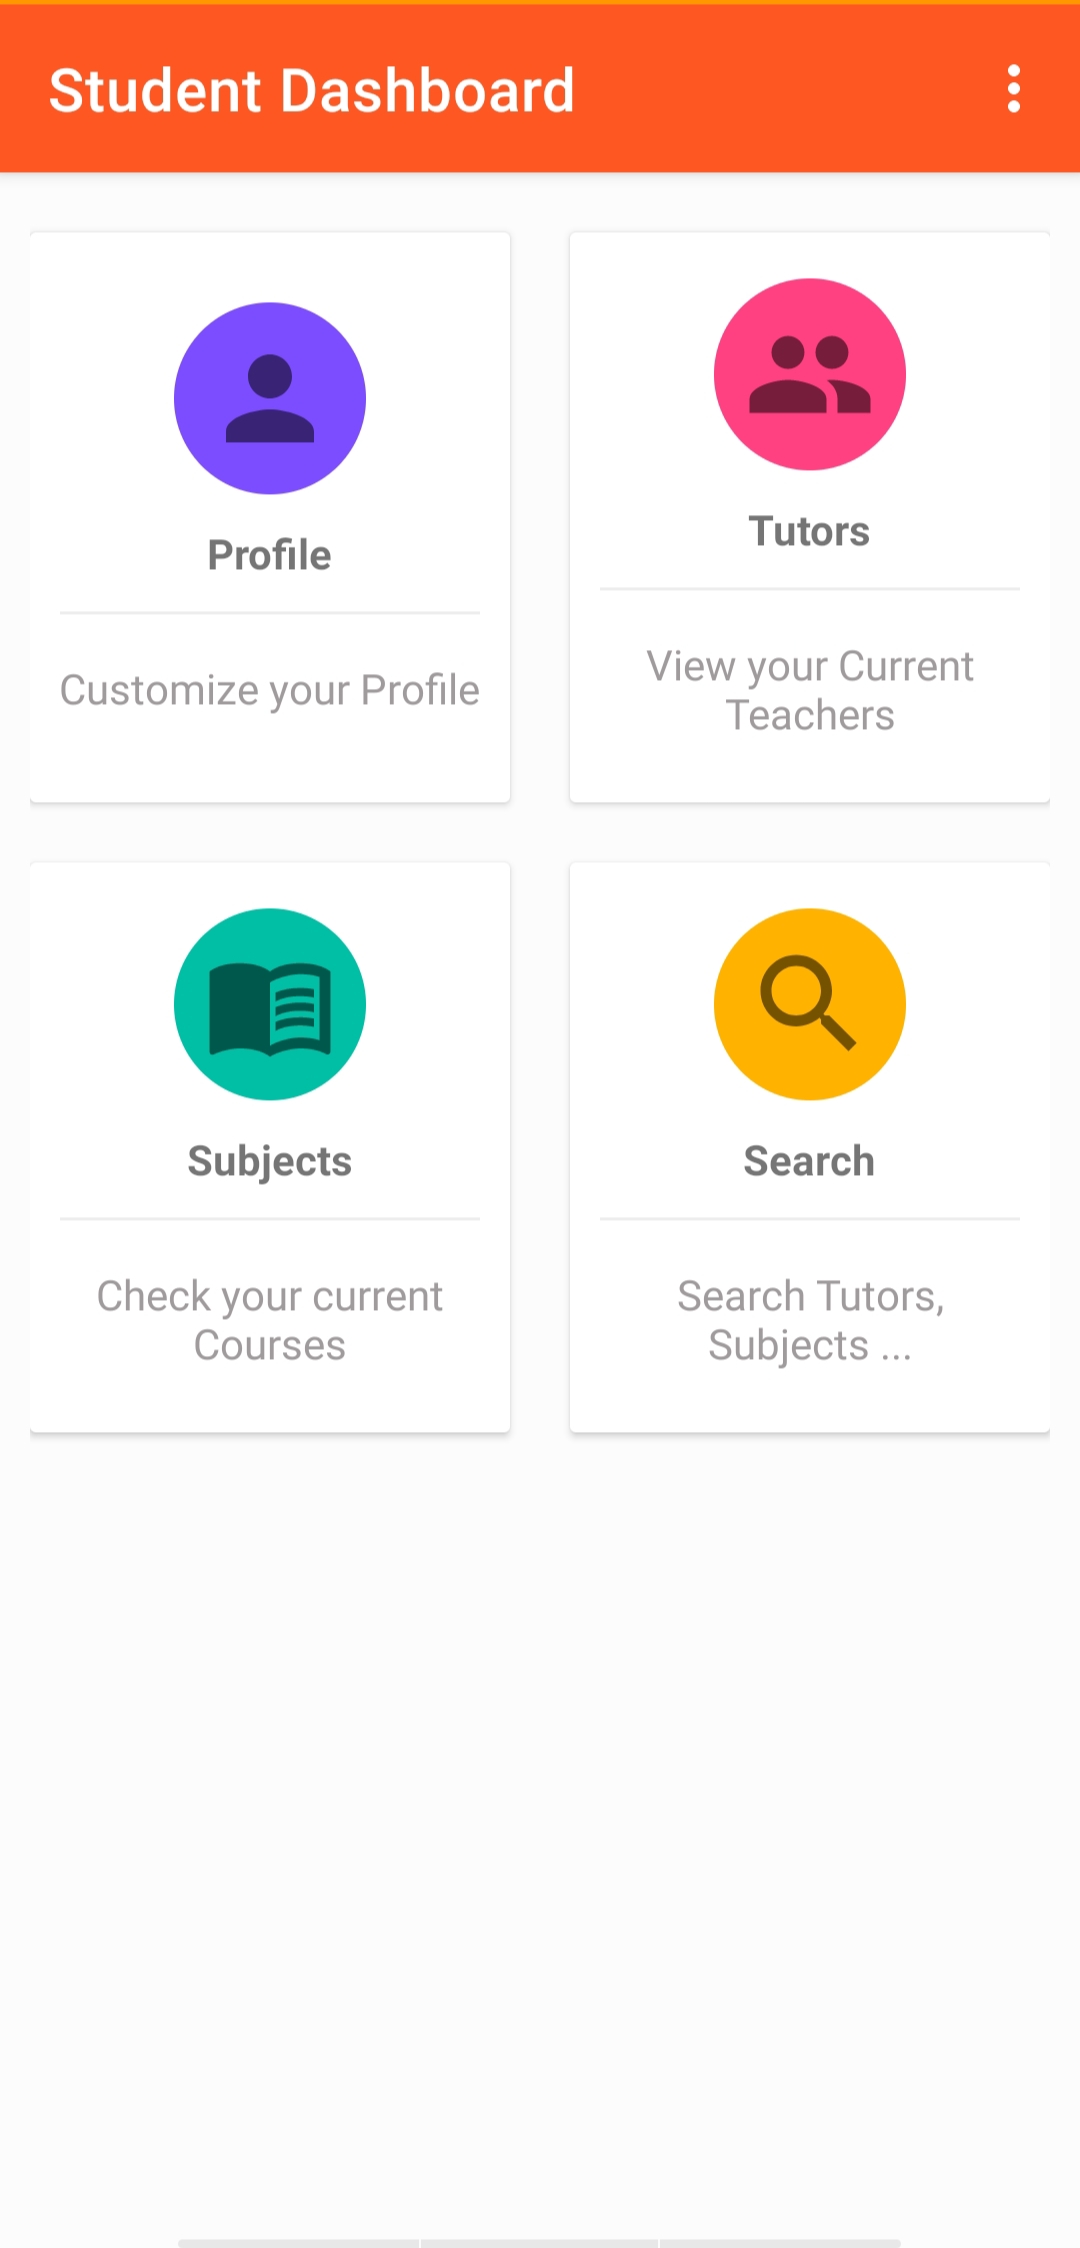 Student Dashboard
Profile
Customize your Profile
Tutors
View your Current
Teachers
Subjects
Check your current
Courses
Search
Search Tutors,
Subjects ...